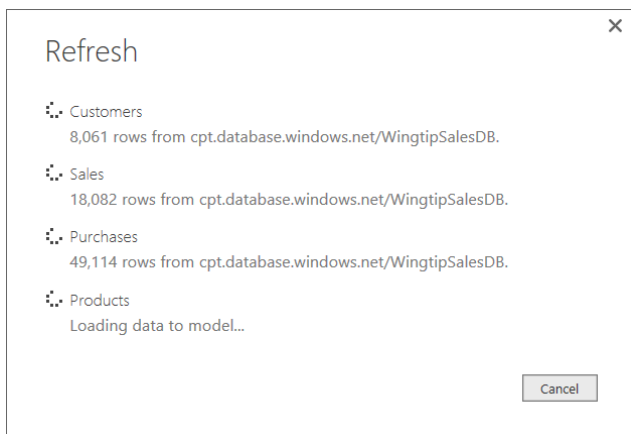 Refresh
Customers
8,061 rows from cpt.database.windows.net/WingtipSalesDB.
Sales
18,082 rows from cpt.database.windows.net/WingtipSalesDB.
Purchases
49,114 rows from cpt.database.windows.net/WingtipSalesDB.
Products
Loading data to model...
Cancel